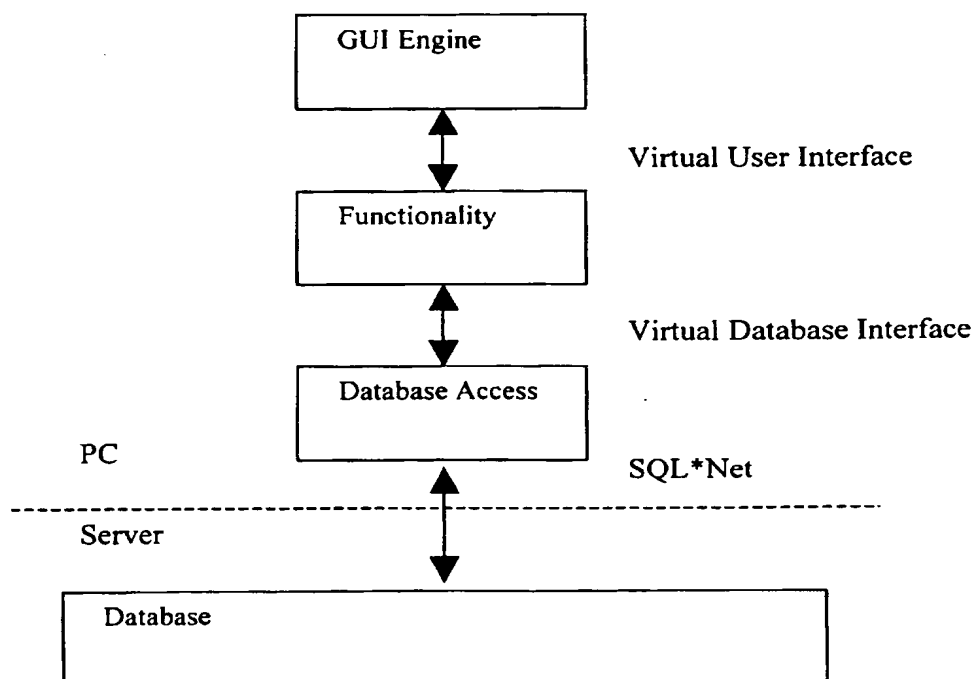 GUI Engine
Virtual User Interface
Functionality
Virtual Database Interface
Database Access
PC
SQL*Net
Server
Database